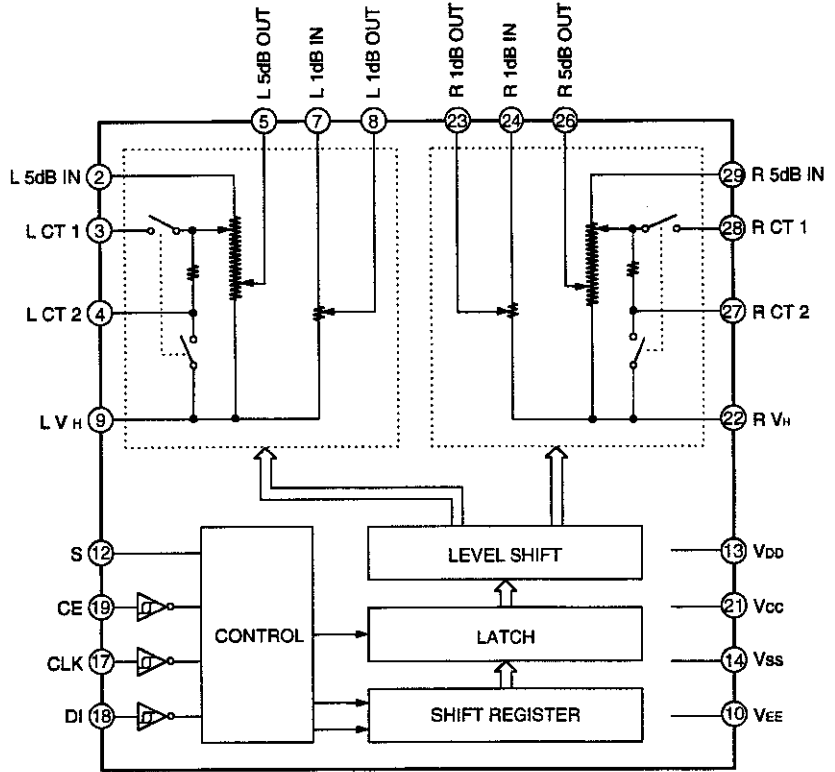 L 5dB OUT
L 1dB IN
L 1dB OUT
R 1dB OUT
R 1dB IN
R 5dB OUT
5
7
8
23
24
26
L 5dB IN 2
29 R 5dB IN
L CT 1 3
28 R CT 1
L CT 2 4
27 R CT 2
L VH 9
22 R VH
S 12
LEVEL SHIFT
13 VDD
CE 19
CONTROL
LATCH
21 VCC
CLK 17
14 VSS
DI 18
SHIFT REGISTER
10 VEE